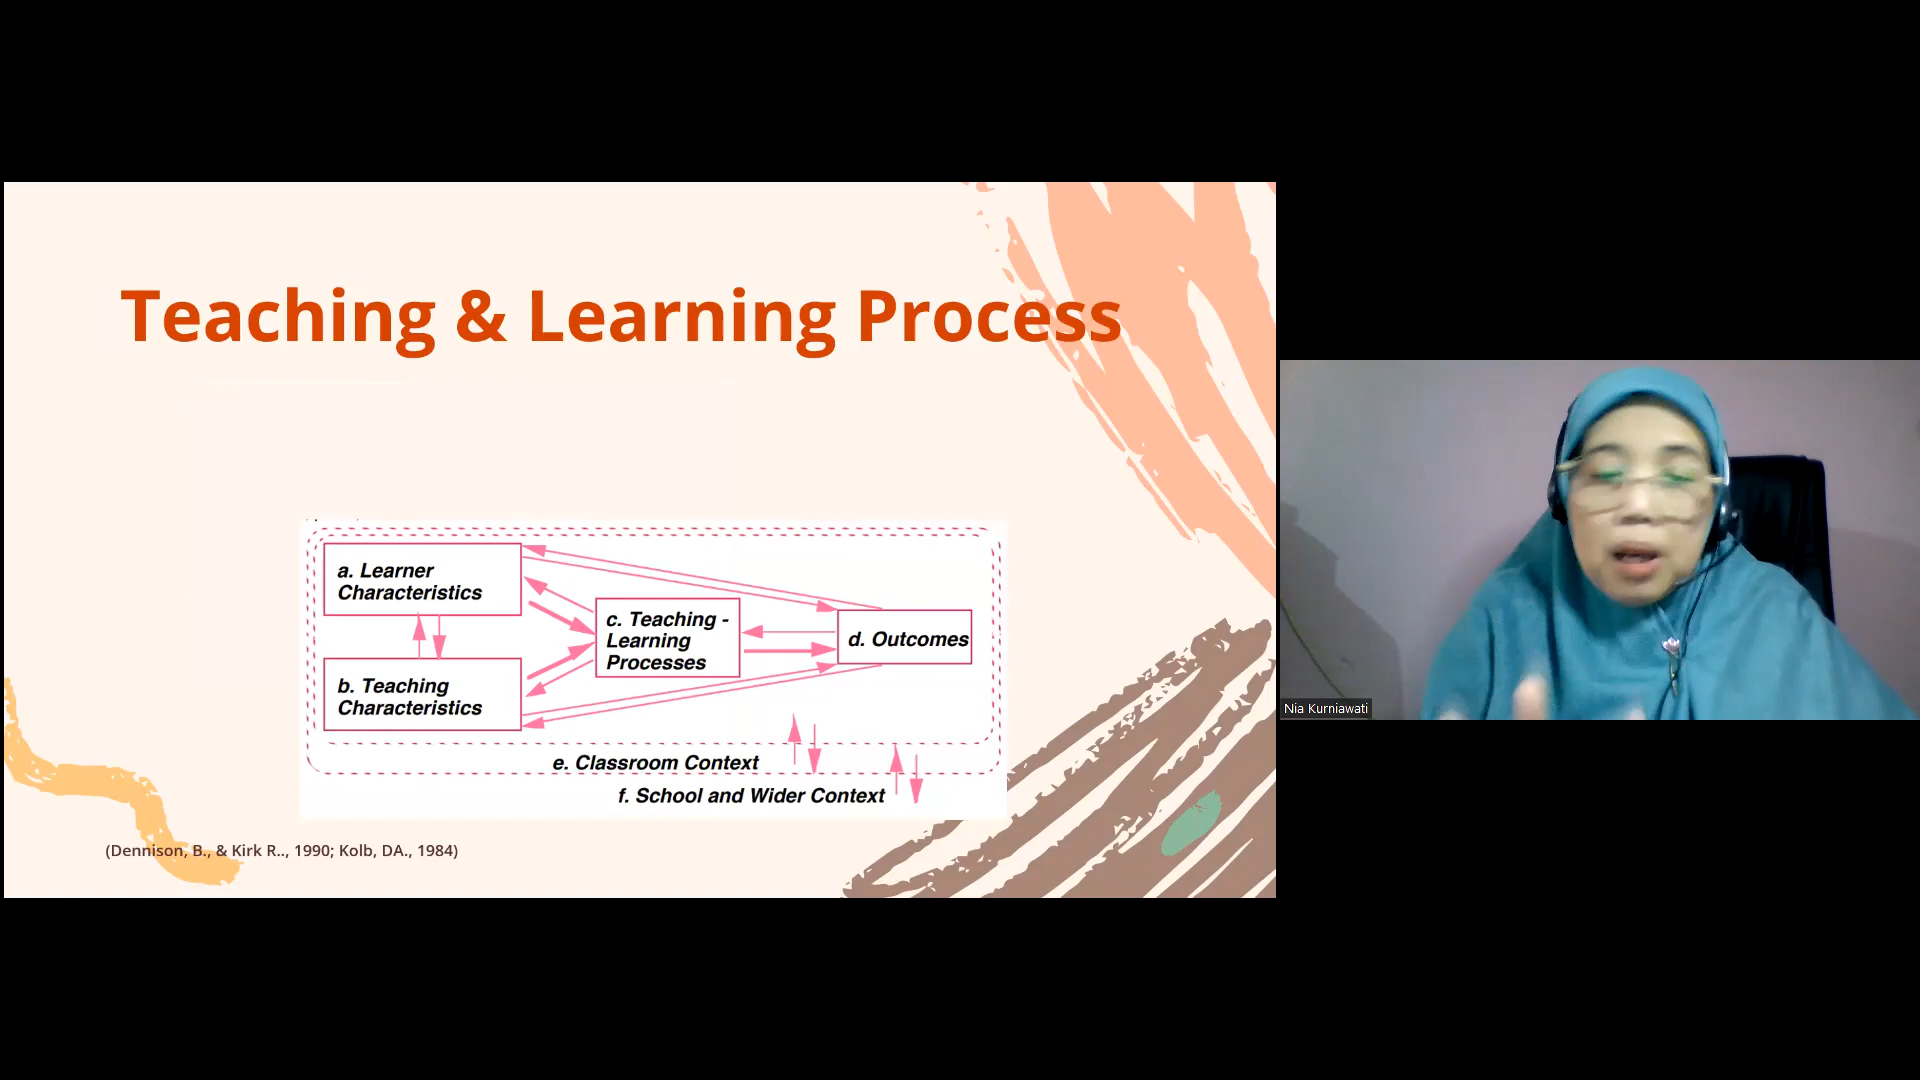 Teaching & Learning Process
a. Learner
Characteristics
c. Teaching -
Learning
Processes
d. Outcomes
b. Teaching
Characteristics
e. Classroom Context
f. School and Wider Context
(Dennison, B., & Kirk R.., 1990; Kolb, DA., 1984)
Nia Kurniawati